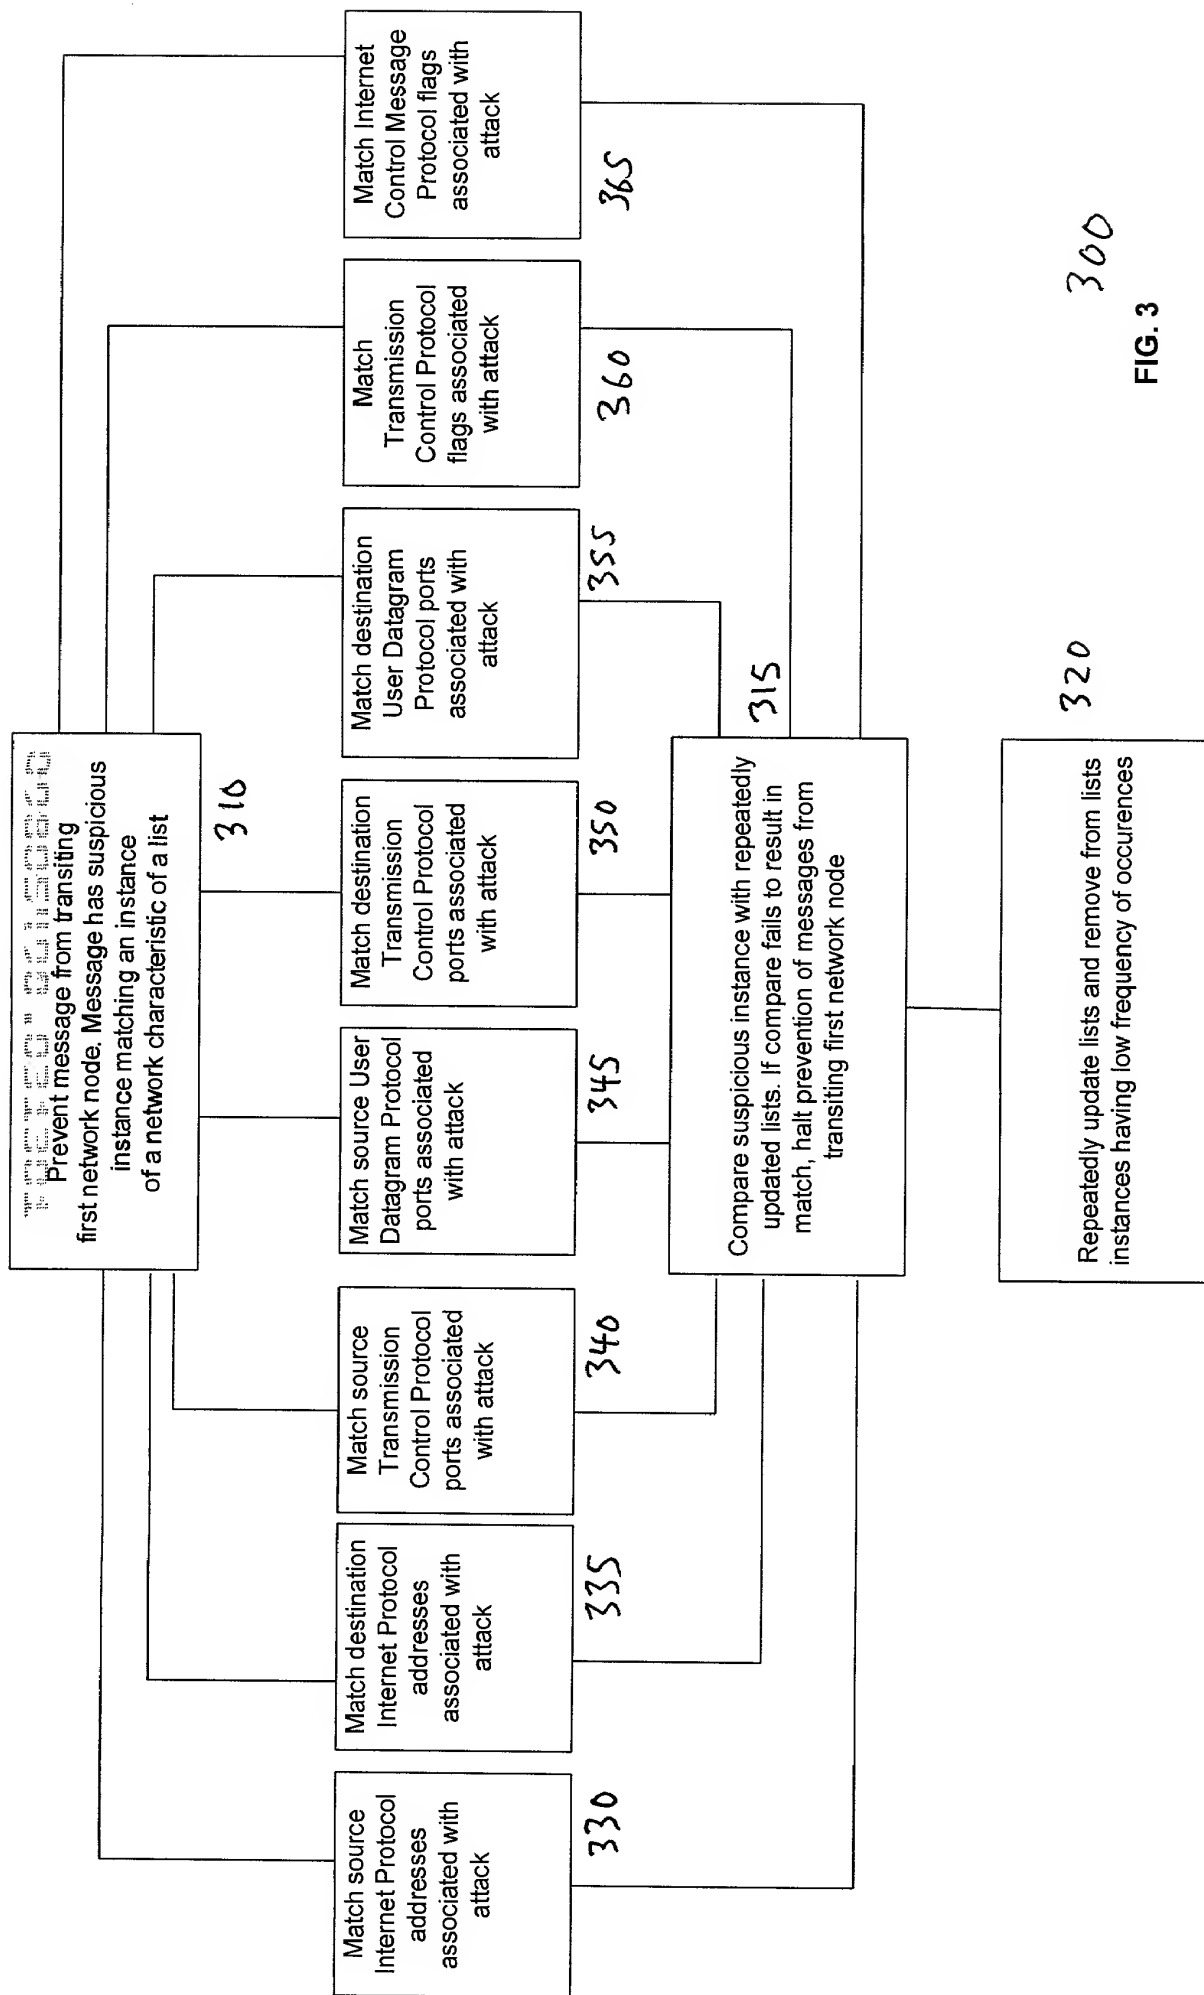 Prevent message from transiting
first network node. Message has suspicious
instance matching an instance
of a network characteristic of a list
310
Match source
Internet Protocol
addresses
associated with
attack
330
Match destination
Internet Protocol
addresses
associated with
attack
335
Match source
Transmission
Control Protocol
ports associated
with attack
340
Match source User
Datagram Protocol
ports associated
with attack
345
Match destination
Transmission
Control Protocol
ports associated
with attack
350
Match destination
User Datagram
Protocol ports
associated with
attack
355
Match
Transmission
Control Protocol
flags associated
with attack
360
Match Internet
Control Message
Protocol flags
associated with
attack
365
Compare suspicious instance with repeatedly
updated lists. If compare fails to result in
match, halt prevention of messages from
transiting first network node
315
Repeatedly update lists and remove from lists
instances having low frequency of occurences
320
300
FIG. 3